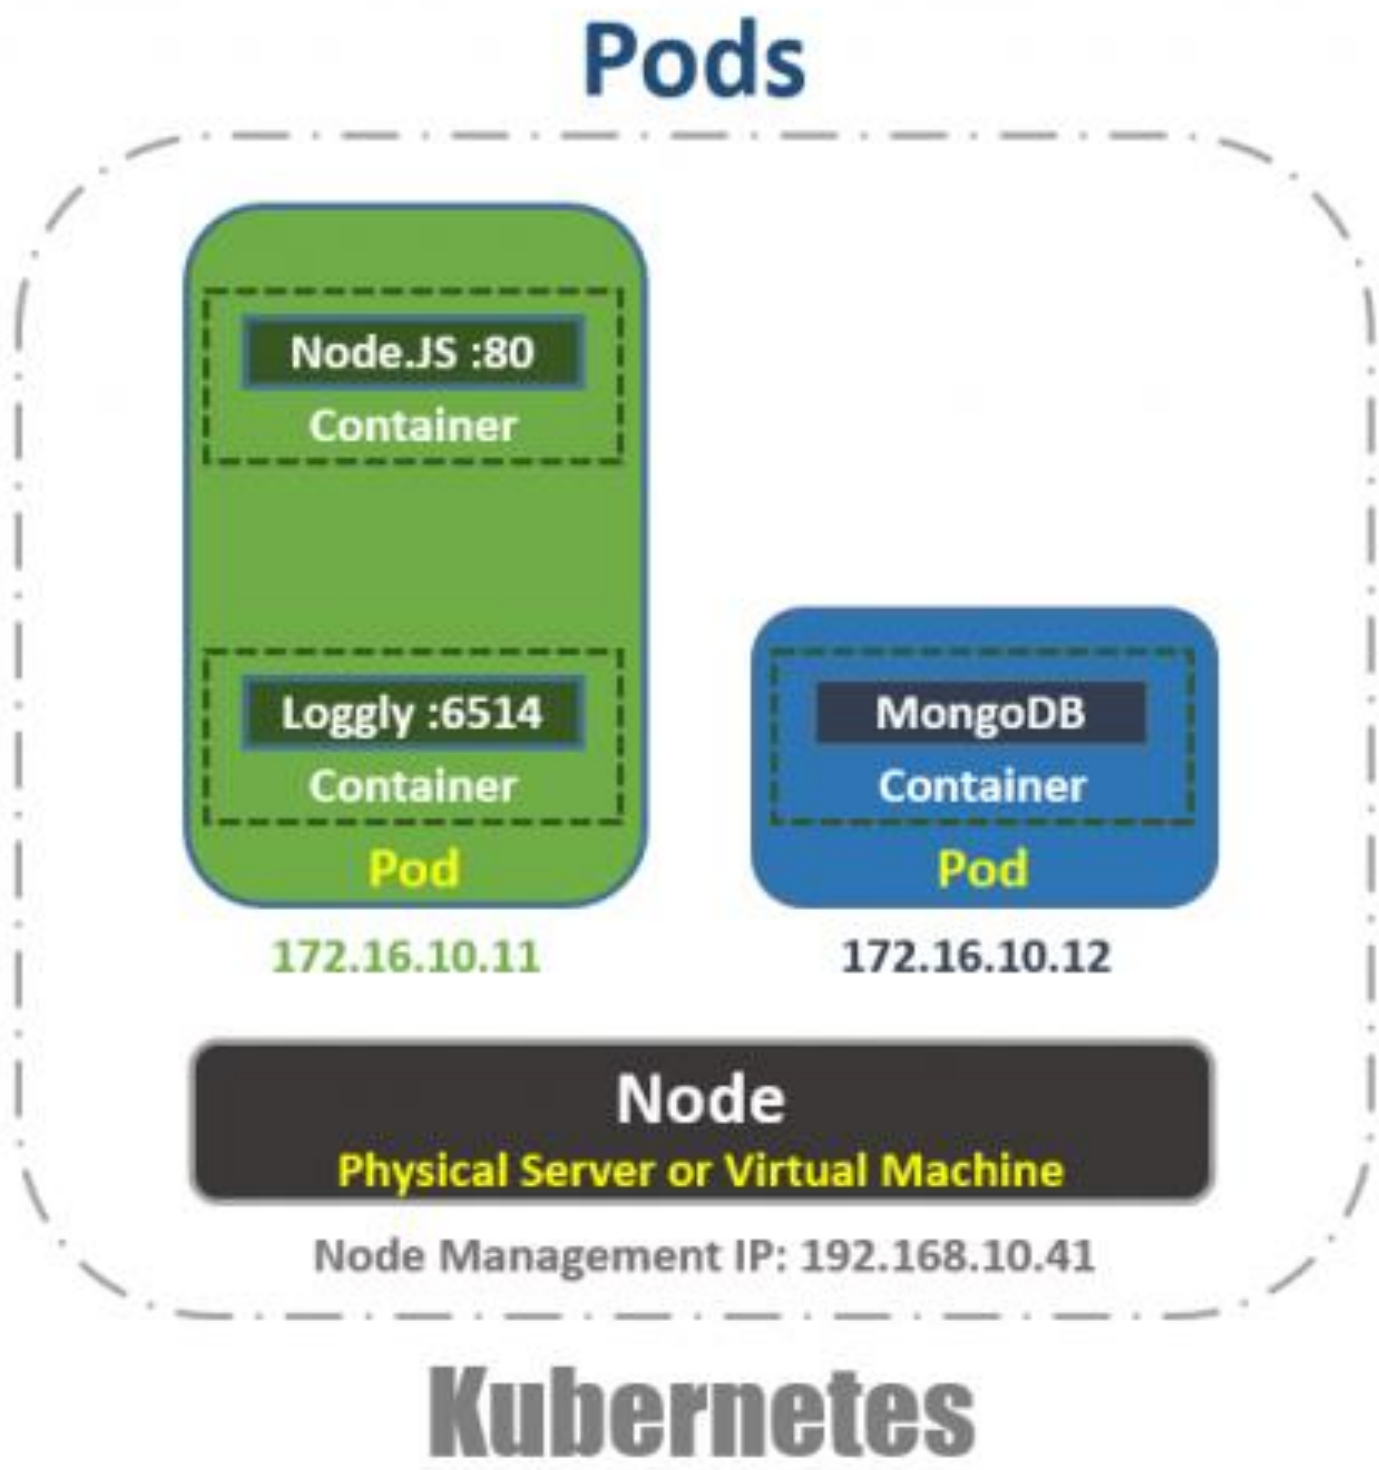 Pods
Node.JS :80
Container
Loggly :6514
Container
Pod
172.16.10.11
MongoDB
Container
Pod
172.16.10.12
Node
Physical Server or Virtual Machine
Node Management IP: 192.168.10.41
Kubernetes